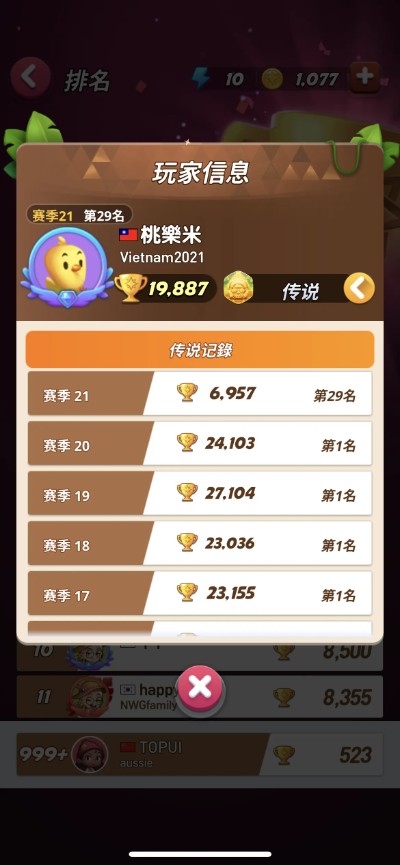 排名
10
1,077
玩家信息
赛季21 第29名
桃樂米
Vietnam2021
19,887
传说
传说记錄
赛季 21 6,957 第29名
赛季 20 24,103 第1名
赛季 19 27,104 第1名
赛季 18 23,036 第1名
赛季 17 23,155 第1名
10 8,500
11 happy 8,355
NWGfamily
999+ TOPUI 523
aussie